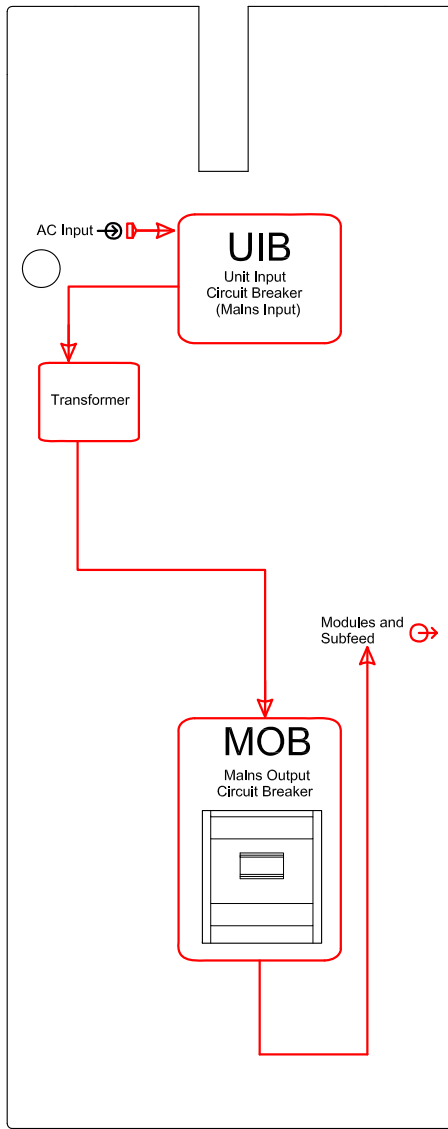 AC Input
UIB
Unit Input
Circuit Breaker
(Mains Input)
Transformer
Modules and
Subfeed
MOB
Mains Output
Circuit Breaker